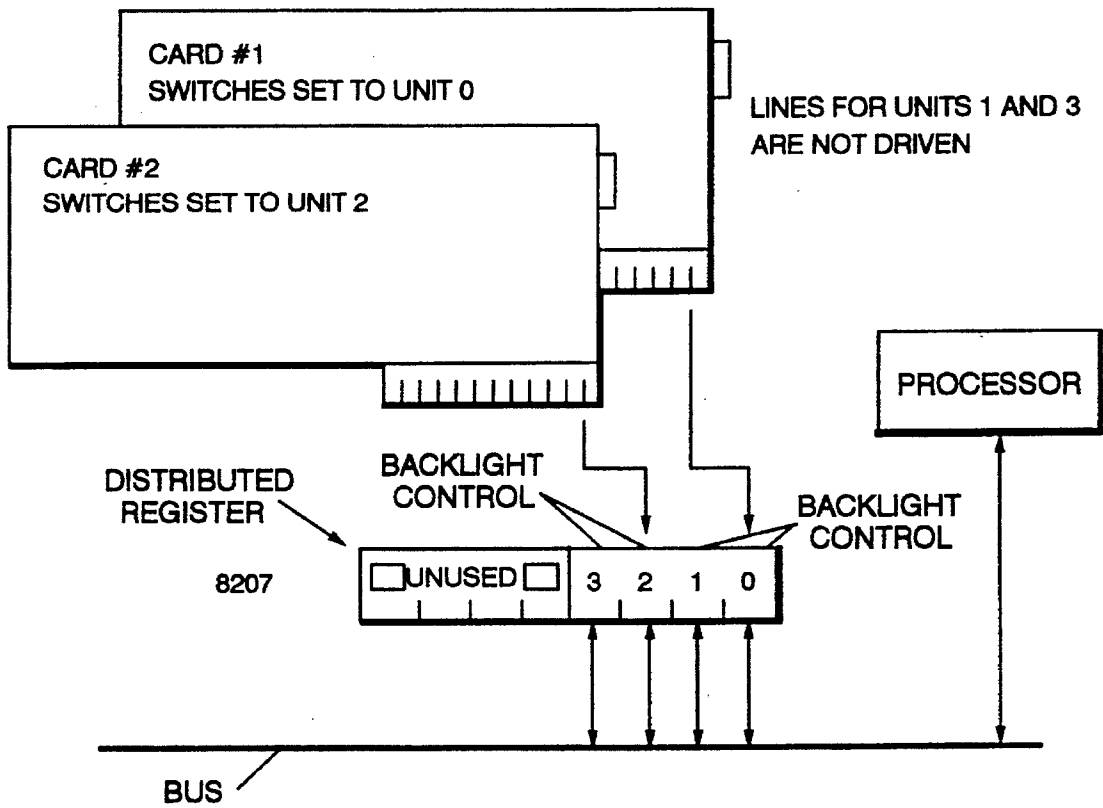 CARD #1
SWITCHES SET TO UNIT 0
LINES FOR UNITS 1 AND 3
ARE NOT DRIVEN
CARD #2
SWITCHES SET TO UNIT 2
PROCESSOR
DISTRIBUTED
REGISTER
BACKLIGHT
CONTROL
BACKLIGHT
CONTROL
8207
UNUSED
3 2 1 0
BUS